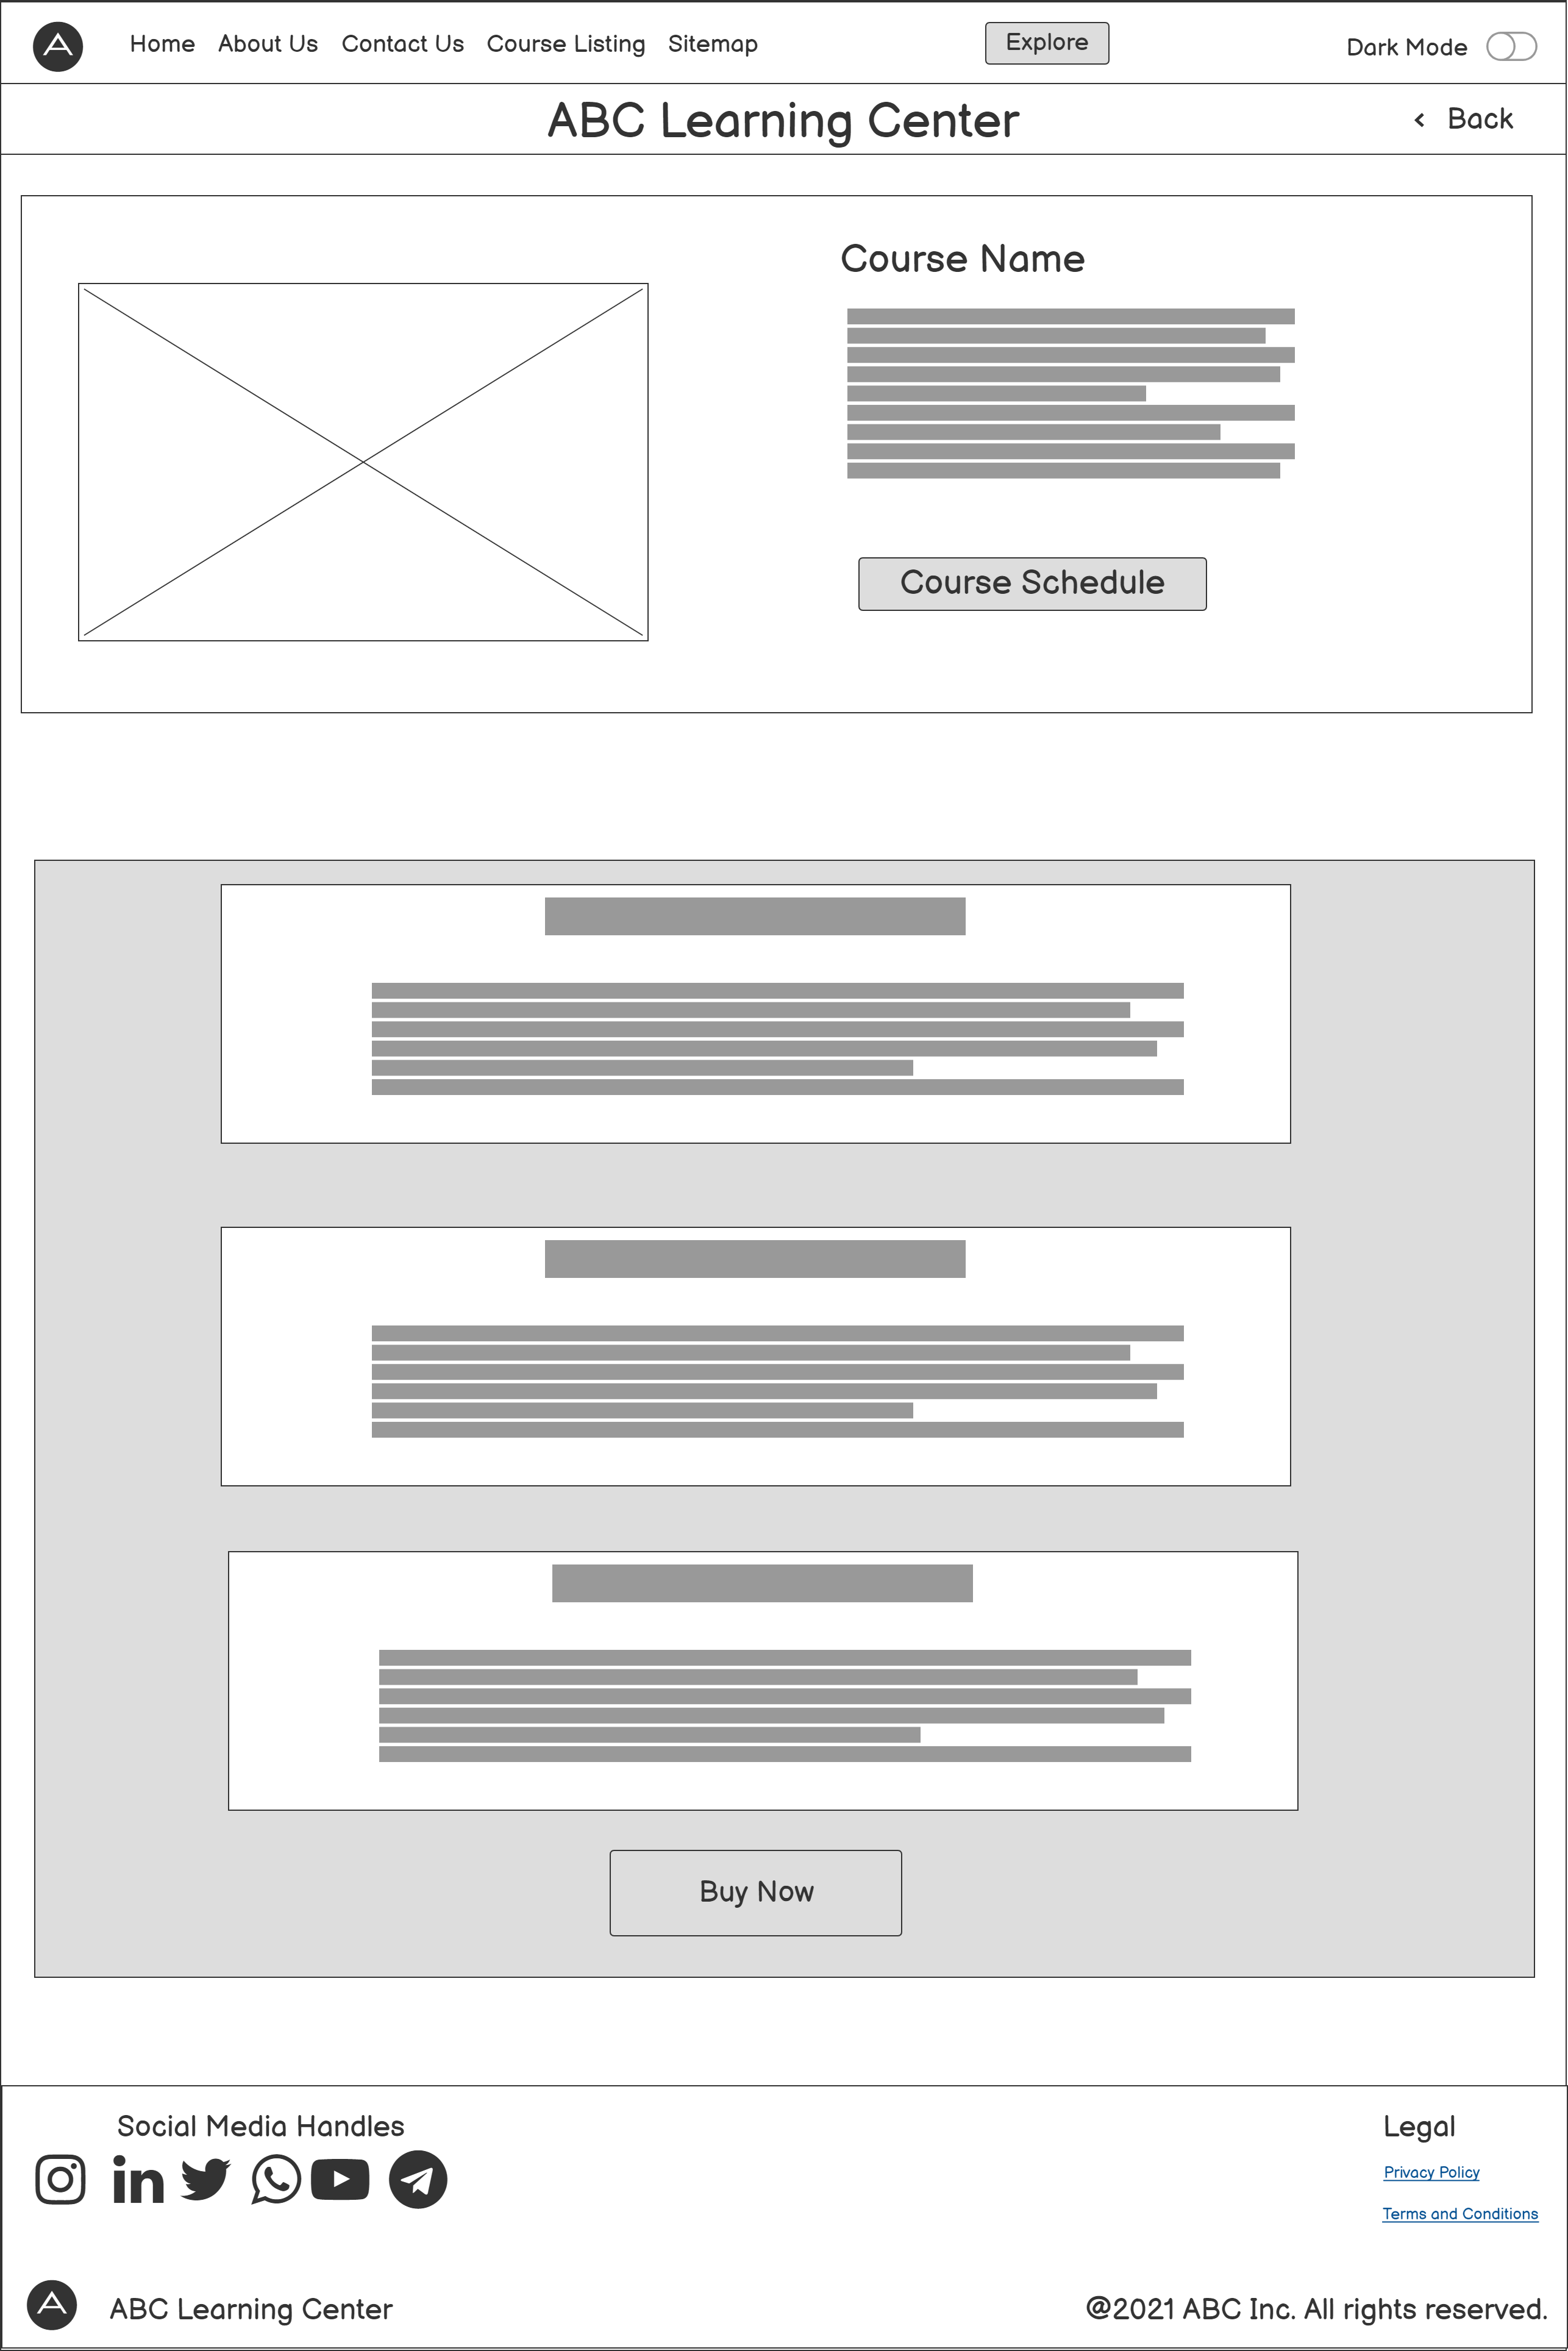 A Home About Us Contact Us Course Listing Sitemap Explore Dark Mode
ABC Learning Center
< Back
Course Name
Course Schedule
Buy Now
Social Media Handles
in
Legal
Privacy Policy
Terms and Conditions
A ABC Learning Center
@2021 ABC Inc. All rights reserved.